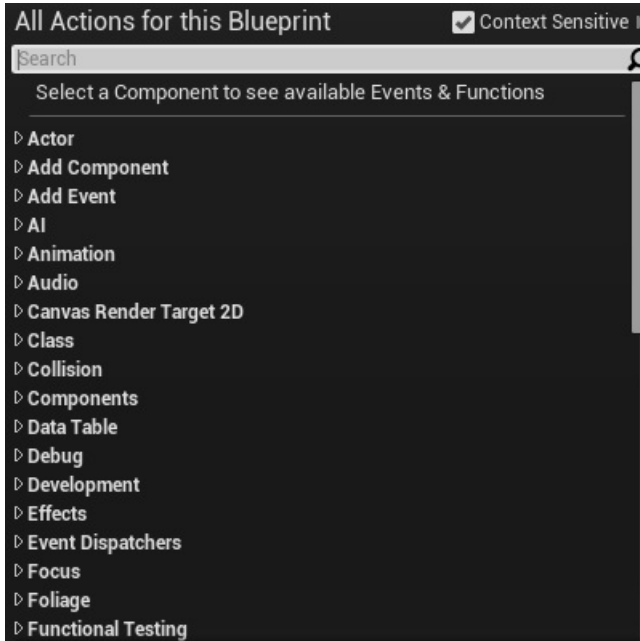 All Actions for this Blueprint Context Sensitive
Search
Select a Component to see available Events & Functions
Actor
Add Component
Add Event
AI
Animation
Audio
Canvas Render Target 2D
Class
Collision
Components
Data Table
Debug
Development
Effects
Event Dispatchers
Focus
Foliage
Functional Testing